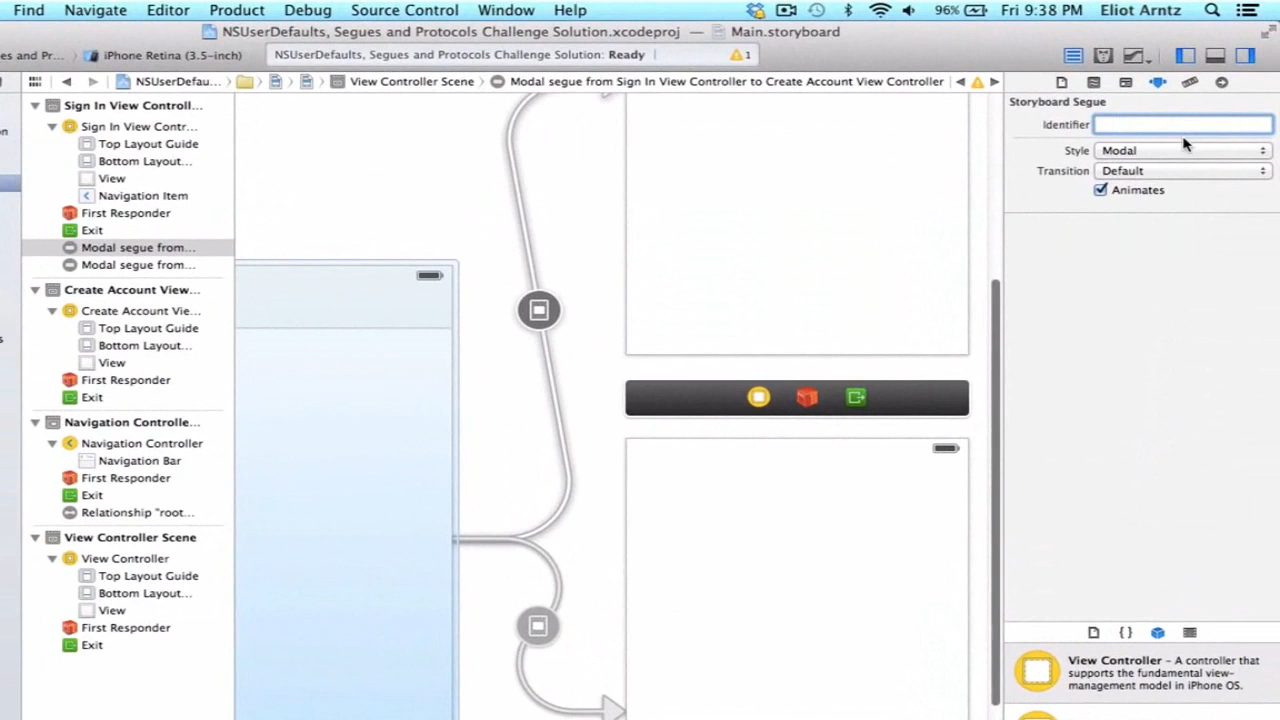 Find Navigate Editor Product Debug Source Control Window Help 96% Fri 9:38 PM Eliot Arntz
NSUserDefaults, Segues and Protocols Challenge Solution.xcodeproj — Main.storyboard
es and Pr... iPhone Retina (3.5-inch) NSUserDefaults, Segues and Protocols Challenge Solution: Ready 1
NSUserDefau... View Controller Scene Modal segue from Sign In View Controller to Create Account View Controller
Sign In View Controll...
Sign In View Contr...
Top Layout Guide
Bottom Layout...
View
Navigation Item
First Responder
Exit
Modal segue from...
Modal segue from...
Create Account View...
Create Account Vie...
Top Layout Guide
Bottom Layout...
View
First Responder
Exit
Navigation Controlle...
Navigation Controller
Navigation Bar
First Responder
Exit
Relationship "root...
View Controller Scene
View Controller
Top Layout Guide
Bottom Layout...
View
First Responder
Exit
Storyboard Segue
Identifier
Style Modal
Transition Default
Animates
{ }
View Controller – A controller that
supports the fundamental view-
management model in iPhone OS.